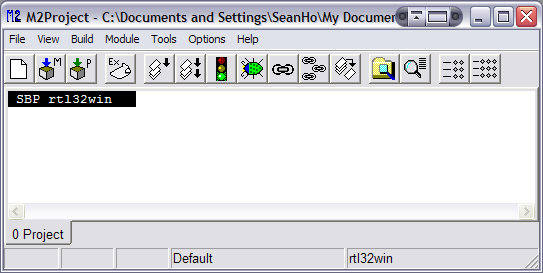 M2 M2Project - C:\Documents and Settings\SeanHo\My Documen
File View Build Module Tools Options Help
M P Ex
SBP rtl32win
0 Project
Default rtl32win